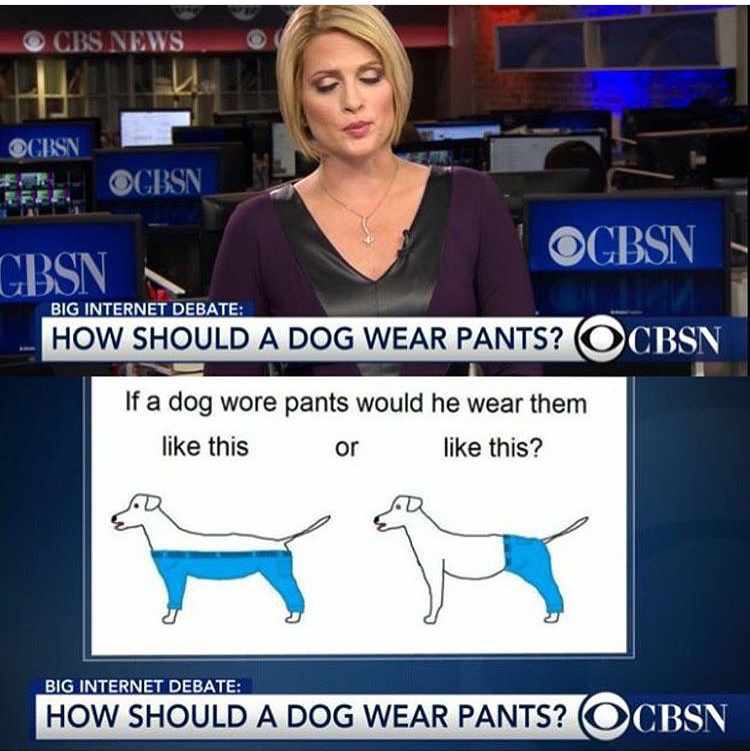 CBS NEWS
CBSN
CBSN
CBSN
CBSN
BIG INTERNET DEBATE:
HOW SHOULD A DOG WEAR PANTS? CBSN
If a dog wore pants would he wear them
like this or like this?
BIG INTERNET DEBATE:
HOW SHOULD A DOG WEAR PANTS? CBSN